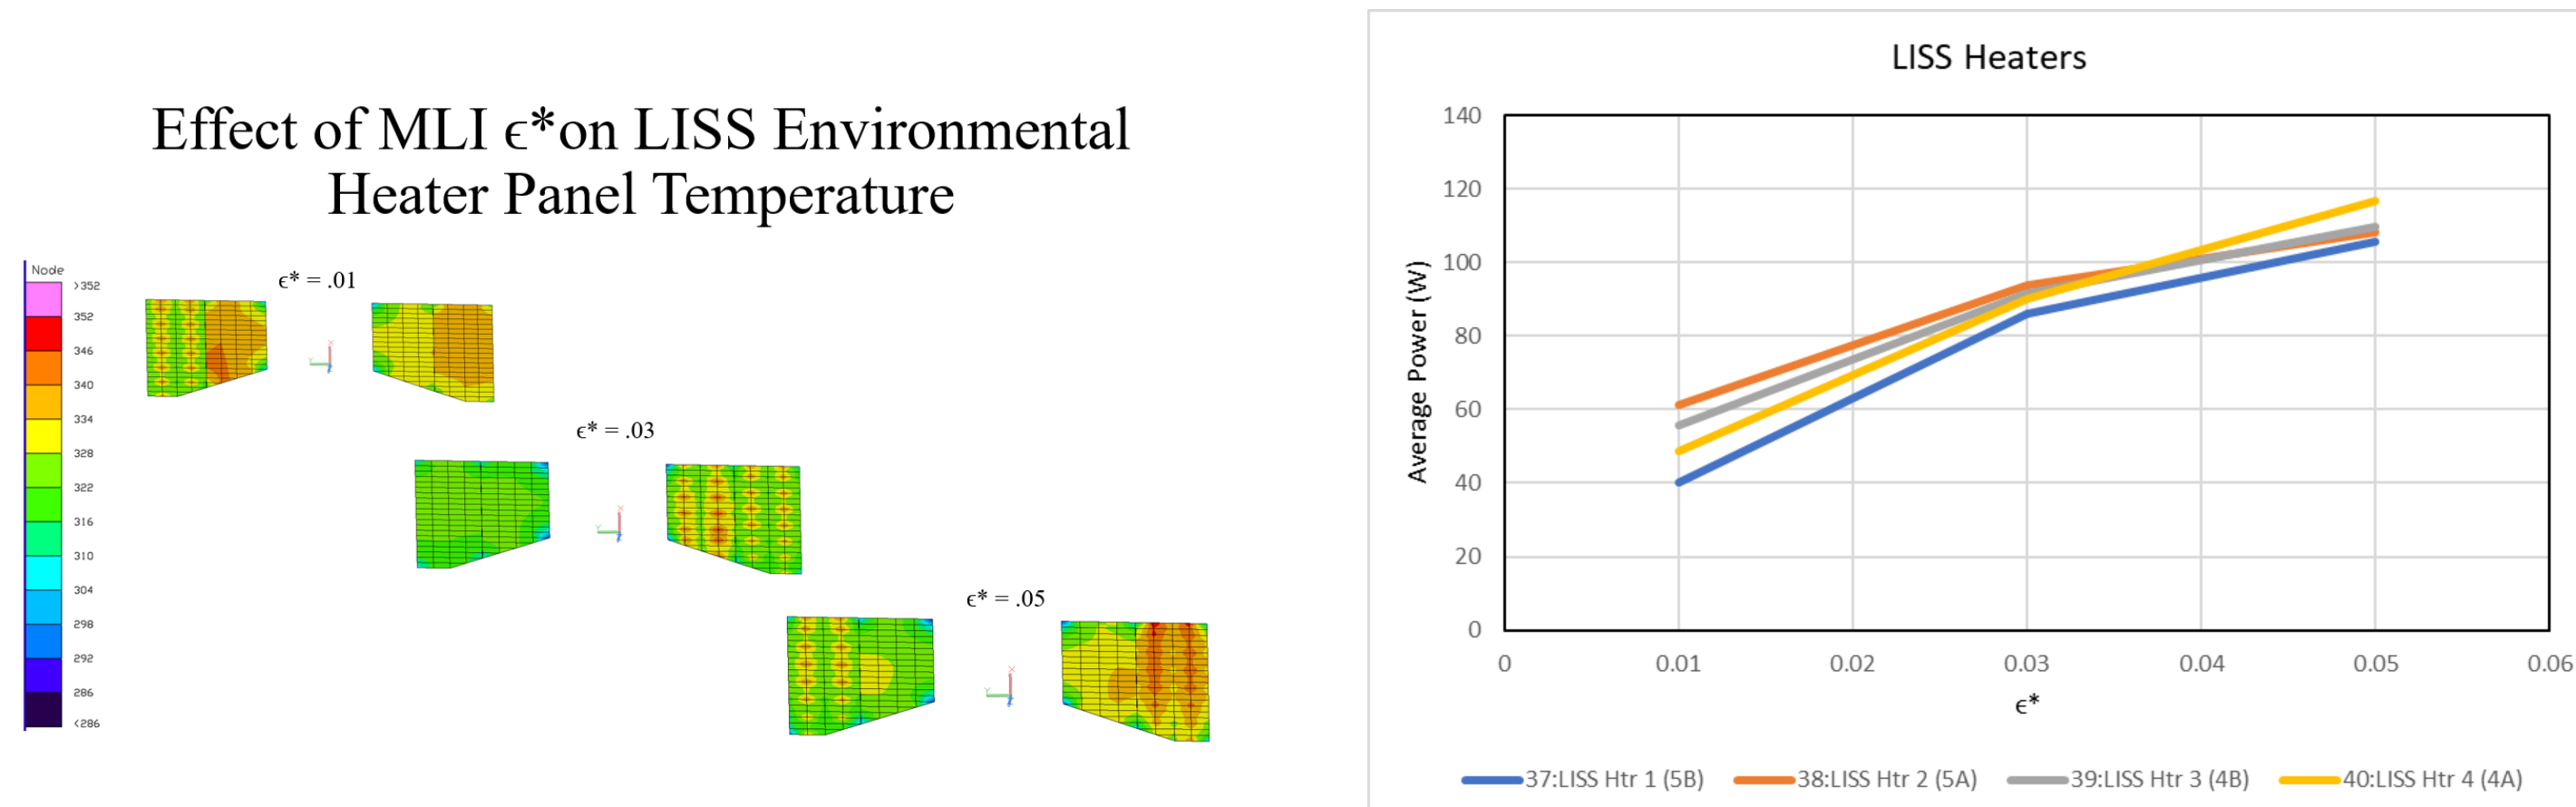 Effect of MLI ϵ*on LISS Environmental
Heater Panel Temperature
Node
>352
352
346
340
334
328
322
316
310
304
298
292
286
<286
ϵ* = .01
X
Y
ϵ* = .03
X
Y
ϵ* = .05
X
Y
LISS Heaters
Average Power (W)
140
120
100
80
60
40
20
0
0 0.01 0.02 0.03 0.04 0.05 0.06
ϵ*
37:LISS Htr 1 (5B) 38:LISS Htr 2 (5A) 39:LISS Htr 3 (4B) 40:LISS Htr 4 (4A)